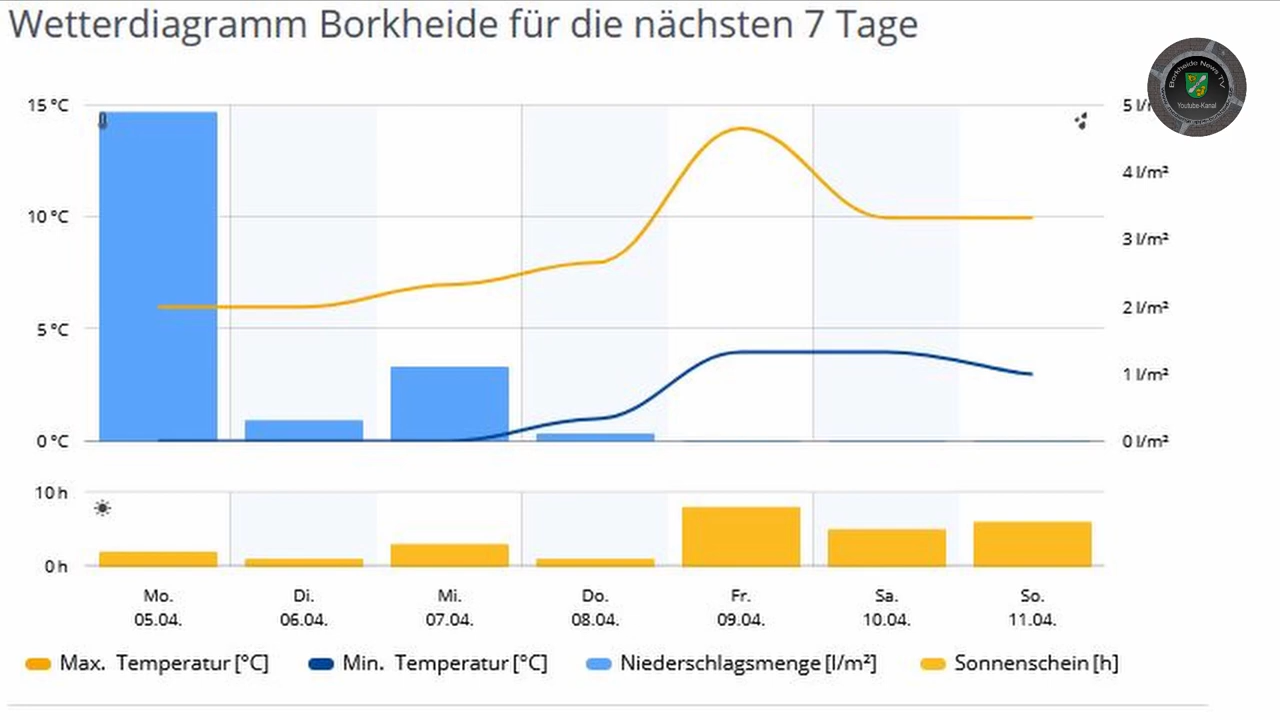 Wetterdiagramm Borkheide für die nächsten 7 Tage
Borkheide News TV
Youtube-Kanal
15 °C
10 °C
5 °C
0 °C
4 l/m²
3 l/m²
2 l/m²
1 l/m²
0 l/m²
10 h
0 h
Mo. Di. Mi. Do. Fr. Sa. So.
05.04. 06.04. 07.04. 08.04. 09.04. 10.04. 11.04.
Max. Temperatur [°C] Min. Temperatur [°C] Niederschlagsmenge [l/m²] Sonnenschein [h]